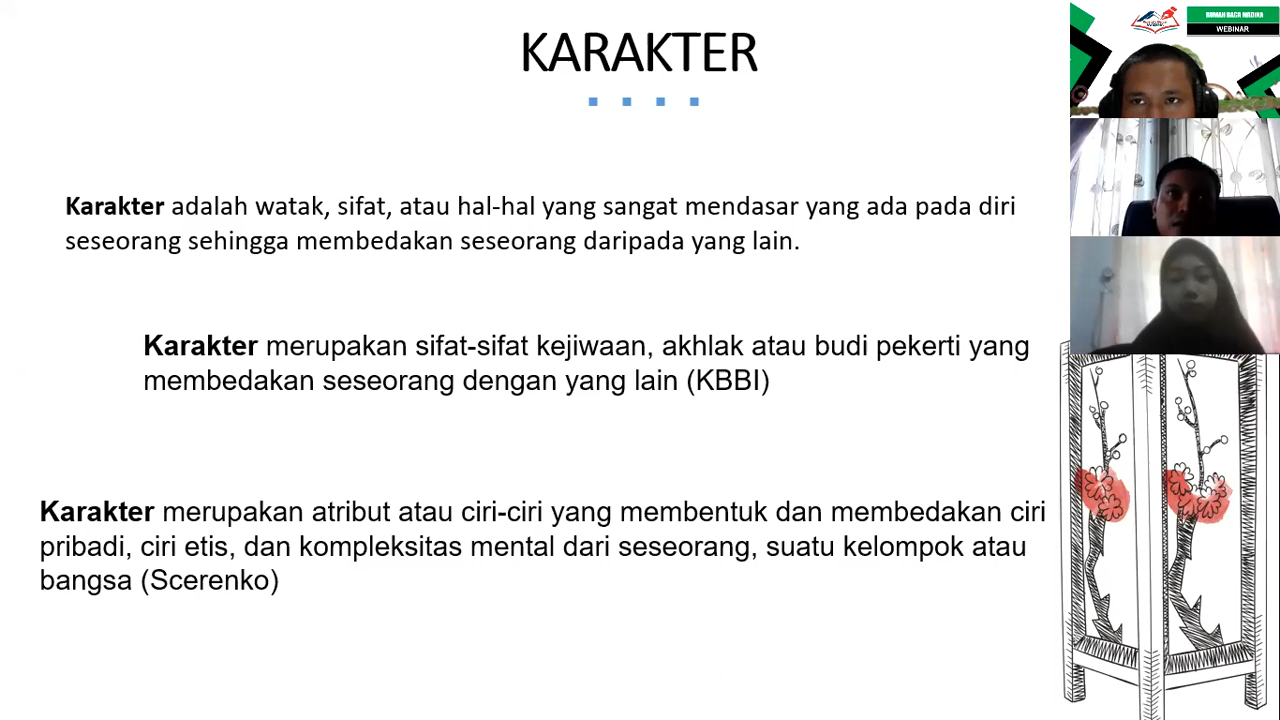 KARAKTER
Karakter adalah watak, sifat, atau hal-hal yang sangat mendasar yang ada pada diri
seseorang sehingga membedakan seseorang daripada yang lain.
Karakter merupakan sifat-sifat kejiwaan, akhlak atau budi pekerti yang
membedakan seseorang dengan yang lain (KBBI)
Karakter merupakan atribut atau ciri-ciri yang membentuk dan membedakan ciri
pribadi, ciri etis, dan kompleksitas mental dari seseorang, suatu kelompok atau
bangsa (Scerenko)
RUMAH BACA MADINA
WEBINAR